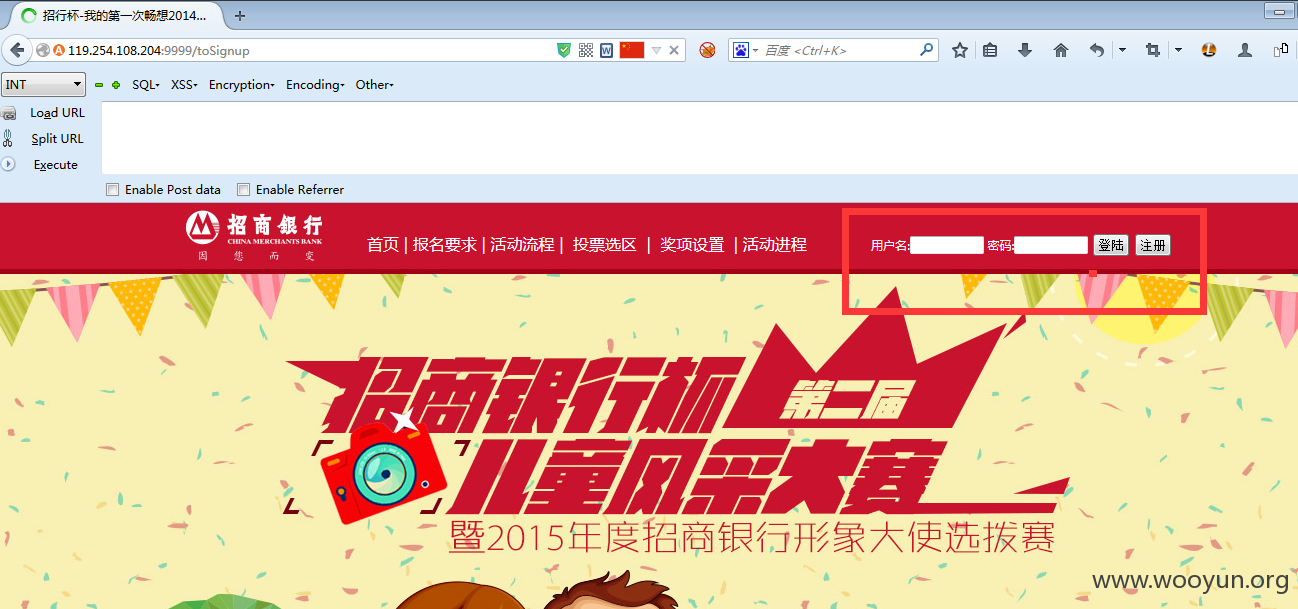 招行杯-我的第一次畅想2014...
119.254.108.204:9999/toSignup
百度 <Ctrl+K>
INT
SQL
XSS
Encryption
Encoding
Other
Load URL
Split URL
Execute
Enable Post data
Enable Referrer
招商银行
CHINA MERCHANTS BANK
因 您 而 变
首页 | 报名要求 | 活动流程 | 投票选区 | 奖项设置 | 活动进程
用户名: 密码: 登陆 注册
招商银行杯 第二届
儿童风采大赛
暨2015年度招商银行形象大使选拨赛
www.wooyun.org